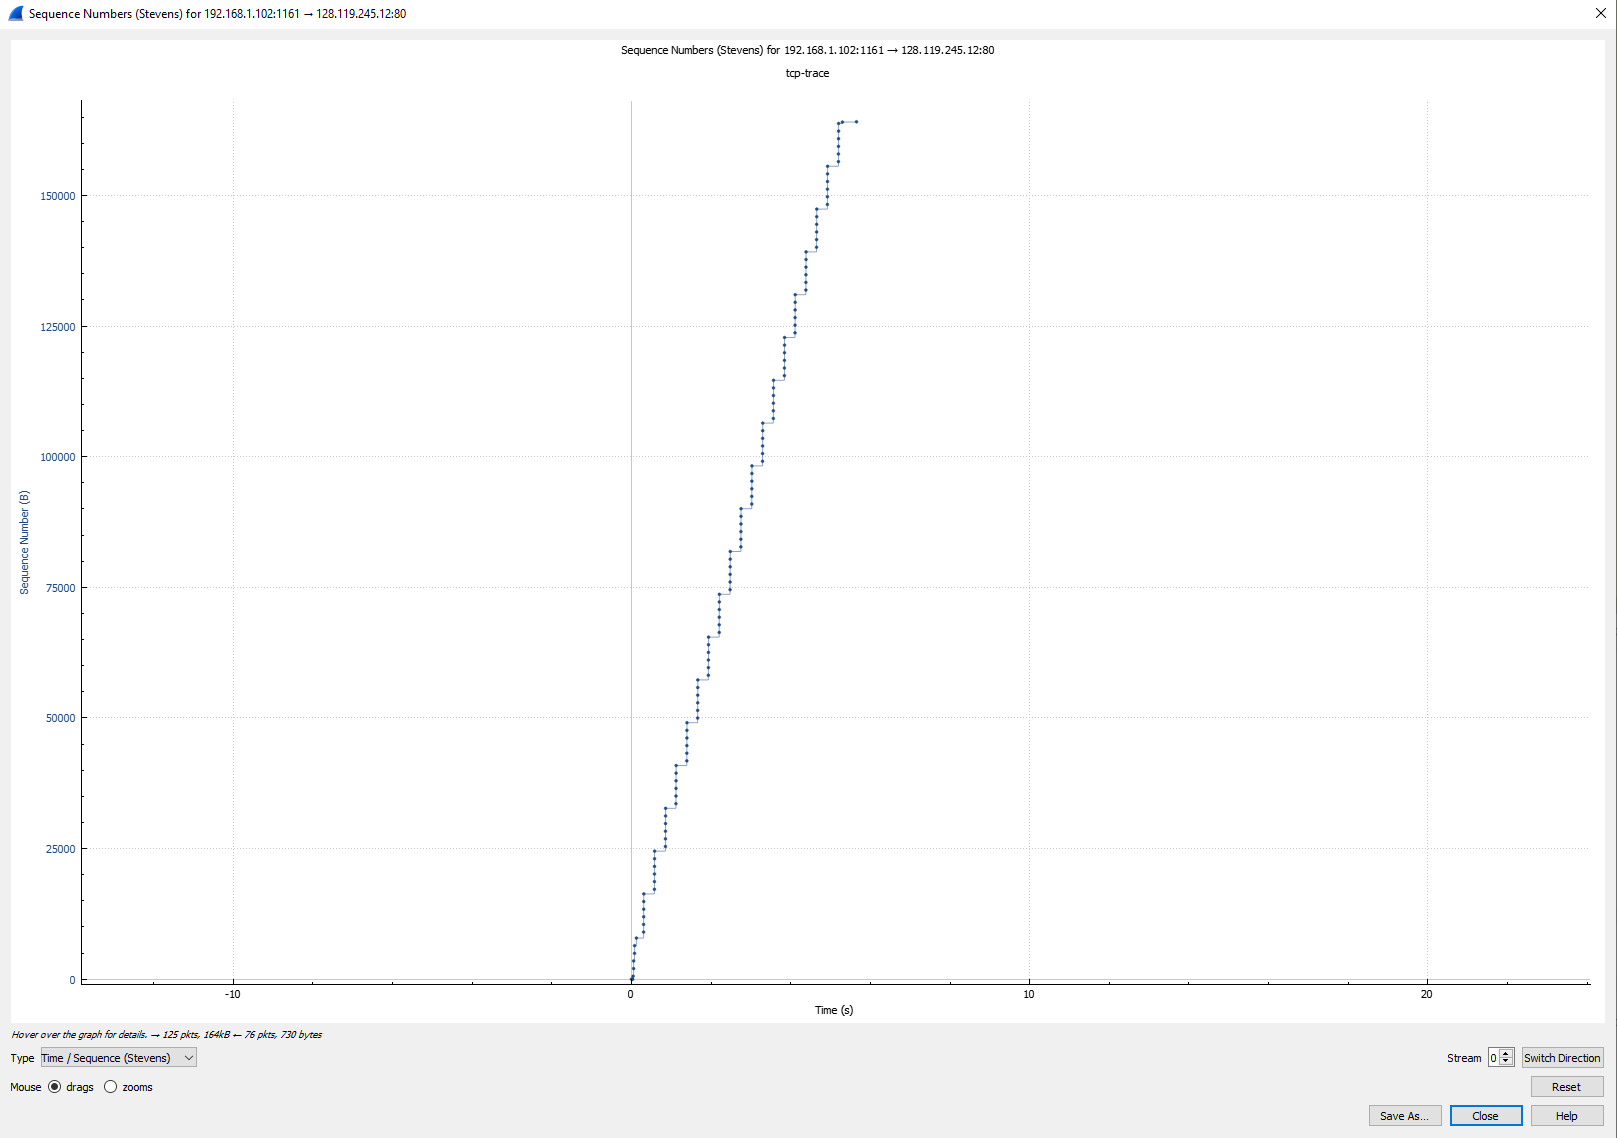 Sequence Numbers (Stevens) for 192.168.1.102:1161 → 128.119.245.12:80
Sequence Numbers (Stevens) for 192.168.1.102:1161 → 128.119.245.12:80
tcp-trace
150000
125000
100000
75000
50000
25000
0
Sequence Number (B)
-10 0 10 20
Time (s)
Hover over the graph for details. → 125 pkts, 164kB ← 76 pkts, 730 bytes
Type Time / Sequence (Stevens) Stream 0 Switch Direction
Mouse drags zooms Reset
Save As... Close Help